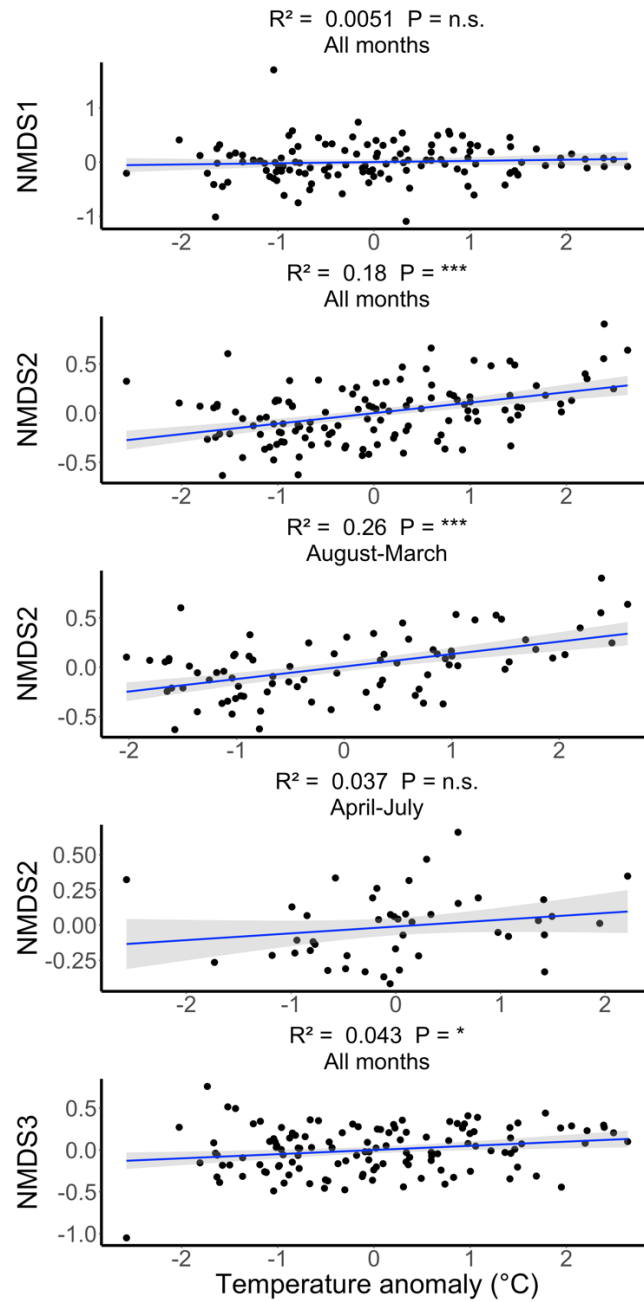 R² = 0.0051 P = n.s.
All months
NMDS1
1
0
-1
-2 -1 0 1 2
R² = 0.18 P = ***
All months
NMDS2
0.5
0.0
-0.5
-2 -1 0 1 2
R² = 0.26 P = ***
August-March
NMDS2
0.5
0.0
-0.5
-2 -1 0 1 2
R² = 0.037 P = n.s.
April-July
NMDS2
0.50
0.25
0.00
-0.25
-2 -1 0 1 2
R² = 0.043 P = *
All months
NMDS3
0.5
0.0
-0.5
-1.0
-2 -1 0 1 2
Temperature anomaly (°C)